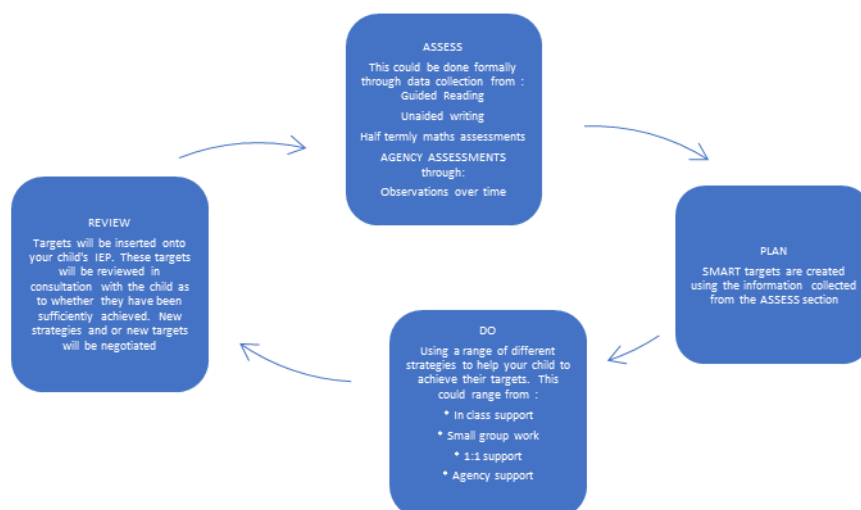 ASSESS
This could be done formally
through data collection from :
Guided Reading
Unaided writing
Half termly maths assessments
AGENCY ASSESSMENTS
through:
Observations over time
PLAN
SMART targets are created
using the information collected
from the ASSESS section
DO
Using a range of different
strategies to help your child to
achieve their targets. This
could range from :
* In class support
* Small group work
* 1:1 support
* Agency support
REVIEW
Targets will be inserted onto
your child's IEP. These targets
will be reviewed in
consultation with the child as
to whether they have been
sufficiently achieved. New
strategies and or new targets
will be negotiated